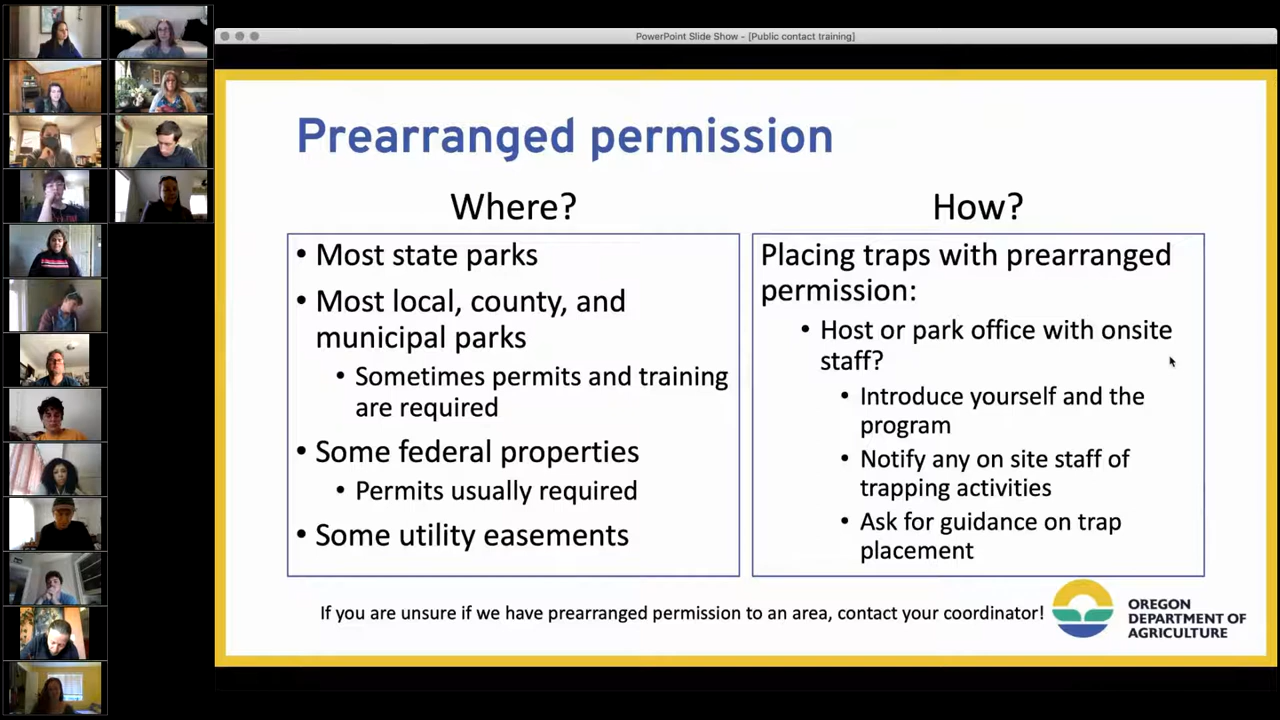 PowerPoint Slide Show - [Public contact training]
Prearranged permission
Where?
• Most state parks
• Most local, county, and
municipal parks
• Sometimes permits and training
are required
• Some federal properties
• Permits usually required
• Some utility easements
How?
Placing traps with prearranged
permission:
• Host or park office with onsite
staff?
• Introduce yourself and the
program
• Notify any on site staff of
trapping activities
• Ask for guidance on trap
placement
If you are unsure if we have prearranged permission to an area, contact your coordinator!
OREGON
DEPARTMENT OF
AGRICULTURE